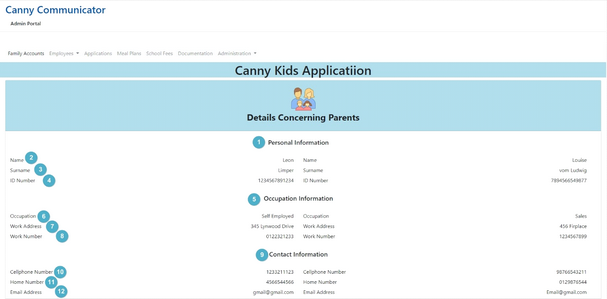 Canny Communicator
Admin Portal
Family Accounts Employees Applications Meal Plans School Fees Documentation Administration
Canny Kids Applicatiion
Details Concerning Parents
1 Personal Information
Name 2 Leon Name Louise
Surname 3 Limper Surname vom Ludwig
ID Number 4 1234567891234 ID Number 7894566549877
5 Occupation Information
Occupation 6 Self Employed Occupation Sales
Work Address 7 345 Lynwood Drive Work Address 456 Firplace
Work Number 8 0122321233 Work Number 1234567899
9 Contact Information
Cellphone Number 10 1233211123 Cellphone Number 98766543211
Home Number 11 4566544566 Home Number 0129876544
Email Address 12 gmail@gmail.com Email Address Email@gmail.com